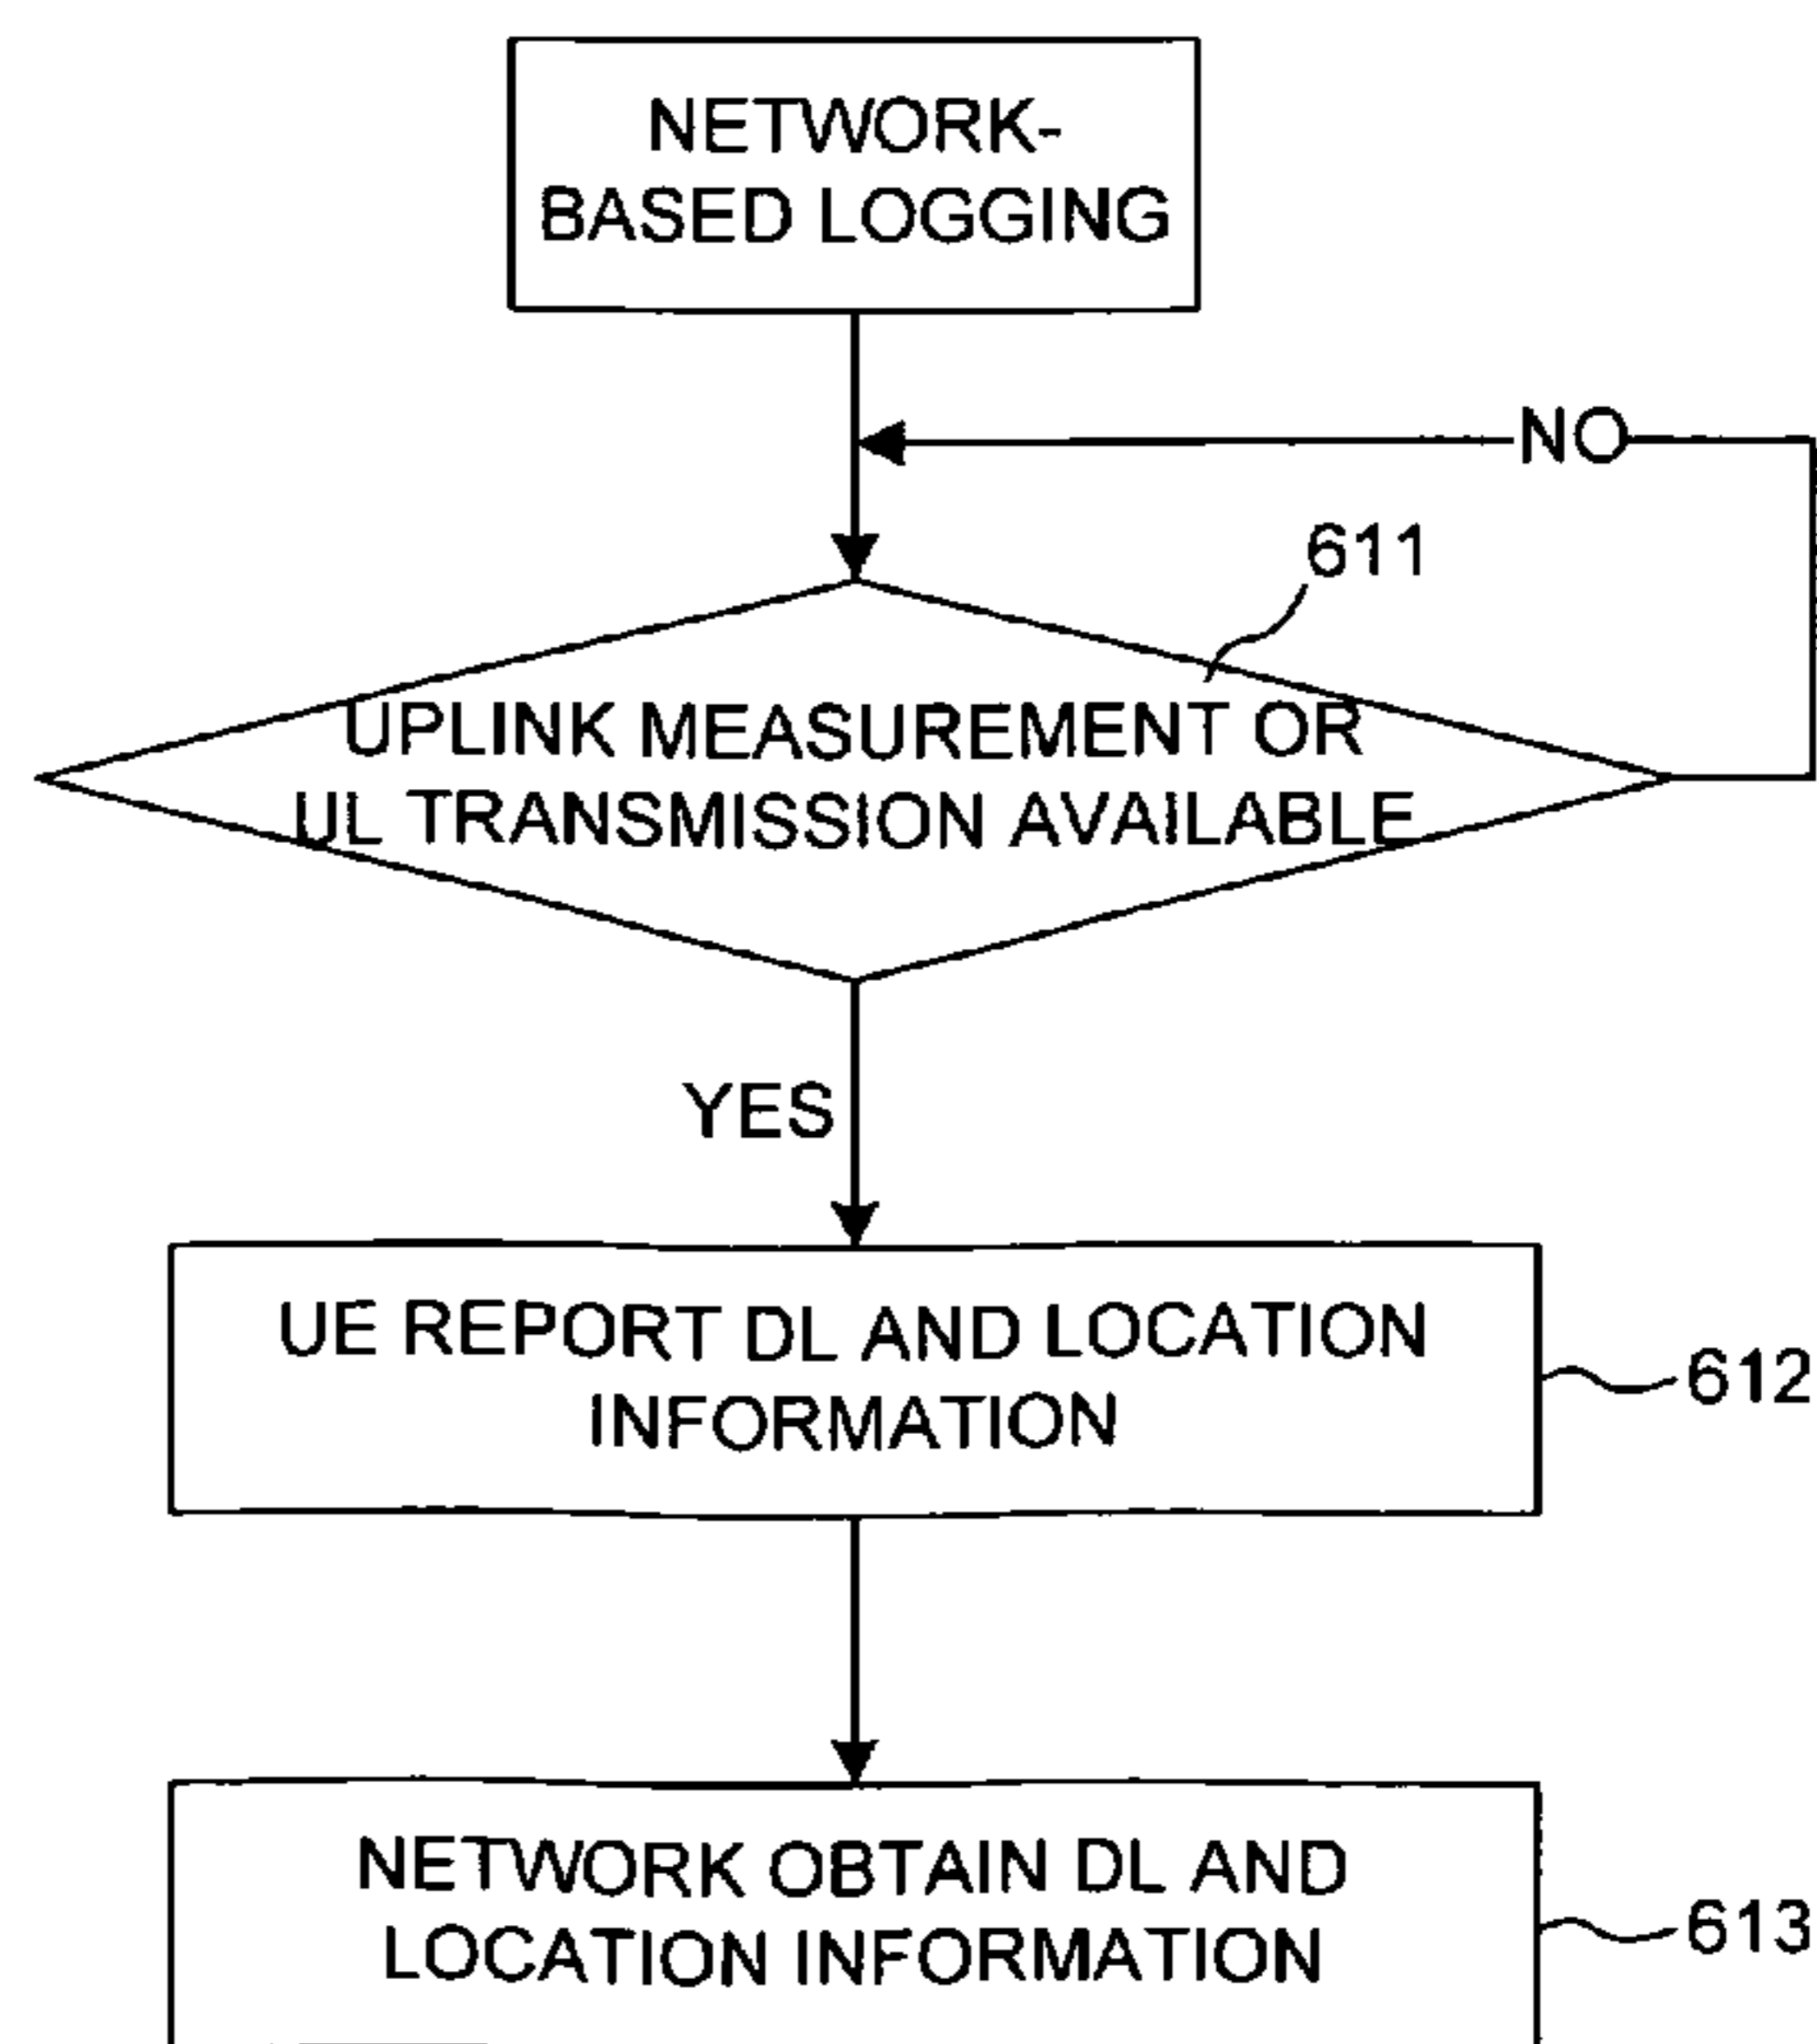 NETWORK-
BASED LOGGING
NO
611
UPLINK MEASUREMENT OR
UL TRANSMISSION AVAILABLE
YES
UE REPORT DL AND LOCATION
INFORMATION
612
NETWORK OBTAIN DL AND
LOCATION INFORMATION
613